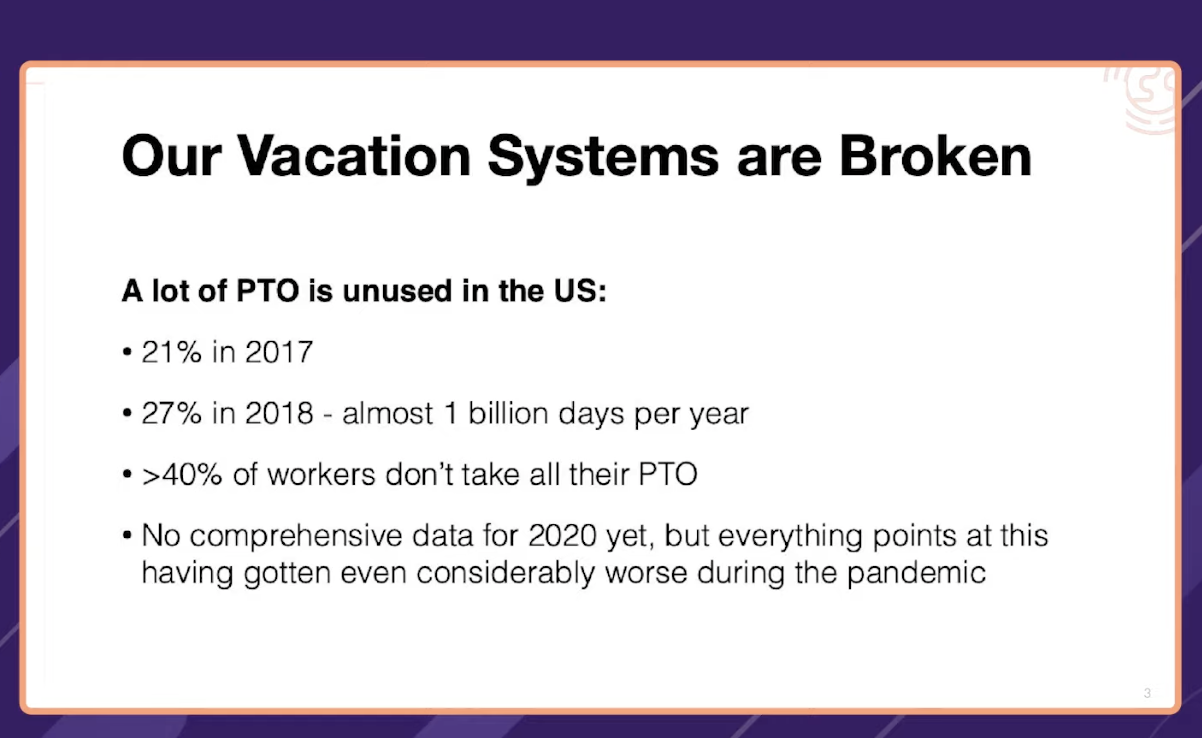 Our Vacation Systems are Broken
A lot of PTO is unused in the US:
• 21% in 2017
• 27% in 2018 - almost 1 billion days per year
• >40% of workers don’t take all their PTO
• No comprehensive data for 2020 yet, but everything points at this
having gotten even considerably worse during the pandemic
3